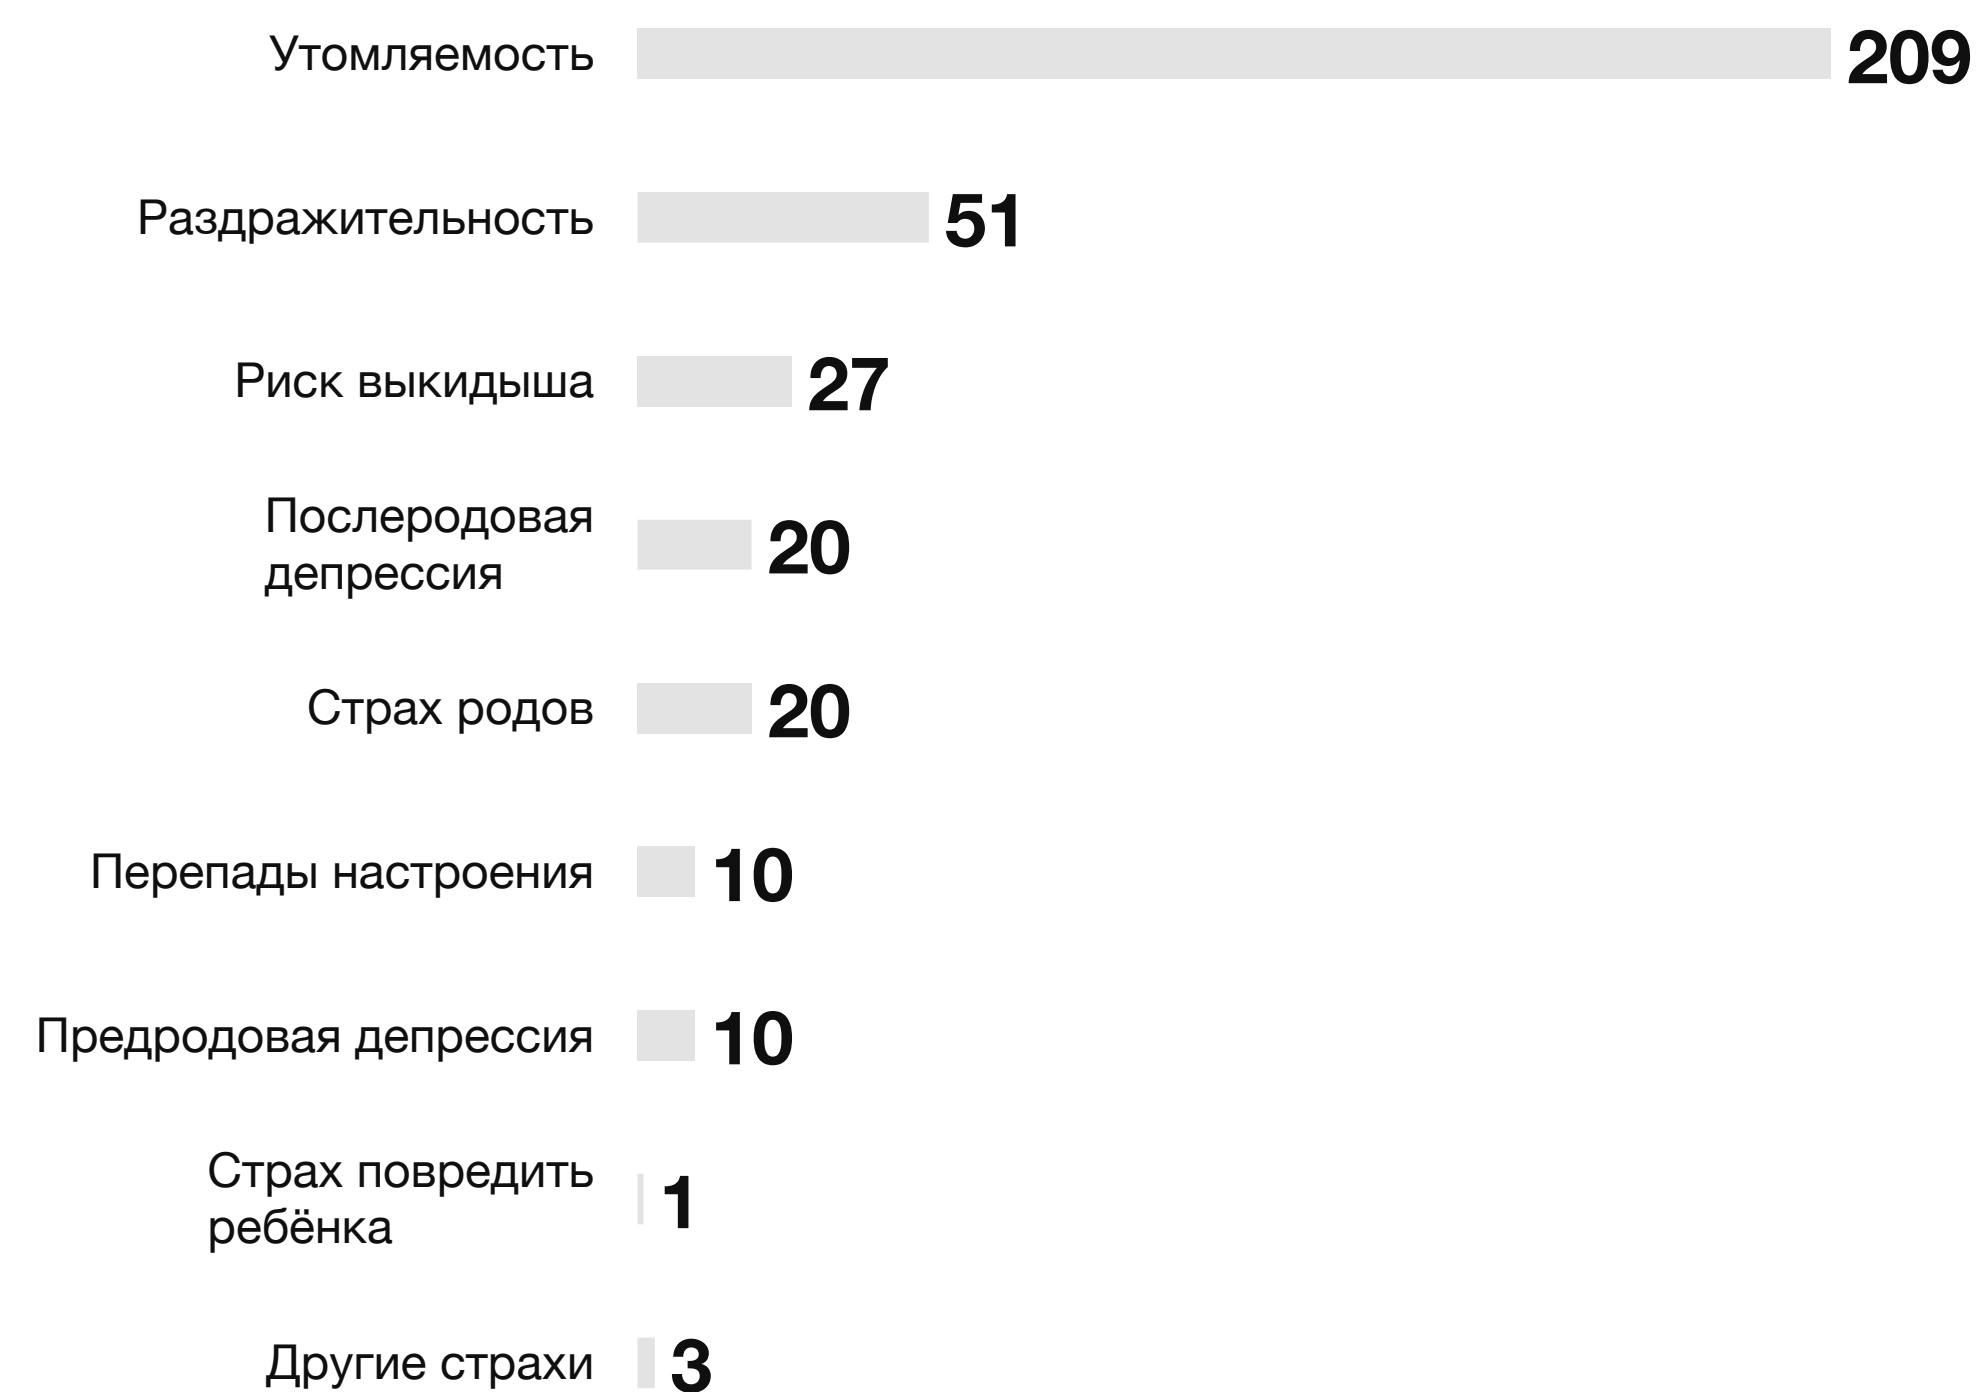 Утомляемость 209
Раздражительность 51
Риск выкидыша 27
Послеродовая
депрессия 20
Страх родов 20
Перепады настроения 10
Предродовая депрессия 10
Страх повредить
ребёнка 1
Другие страхи 3